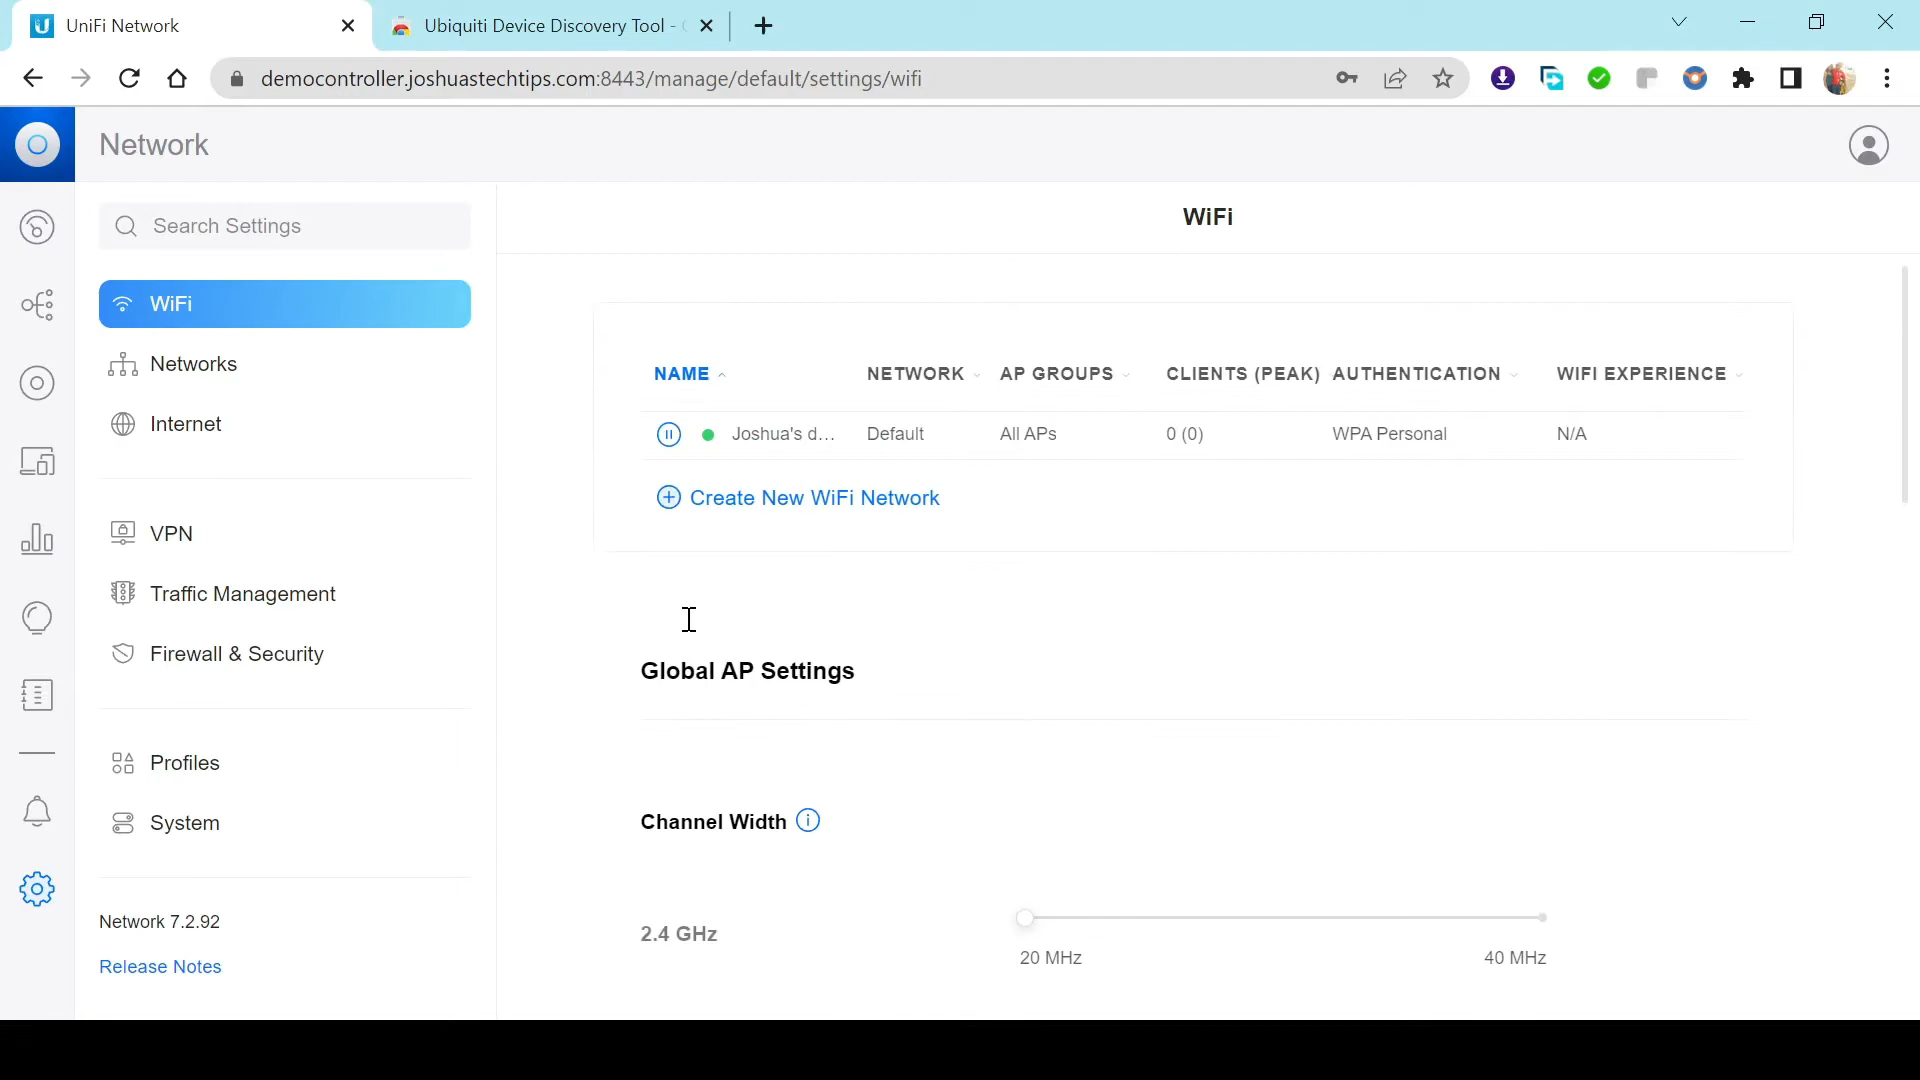 UniFi Network
Ubiquiti Device Discovery Tool -
democontroller.joshuastechtips.com:8443/manage/default/settings/wifi
Network
Search Settings
WiFi
WiFi
Networks
Internet
VPN
Traffic Management
Firewall & Security
Profiles
System
Network 7.2.92
Release Notes
NAME NETWORK AP GROUPS CLIENTS (PEAK) AUTHENTICATION WIFI EXPERIENCE
Joshua's d... Default All APs 0 (0) WPA Personal N/A
Create New WiFi Network
Global AP Settings
Channel Width
2.4 GHz
20 MHz 40 MHz